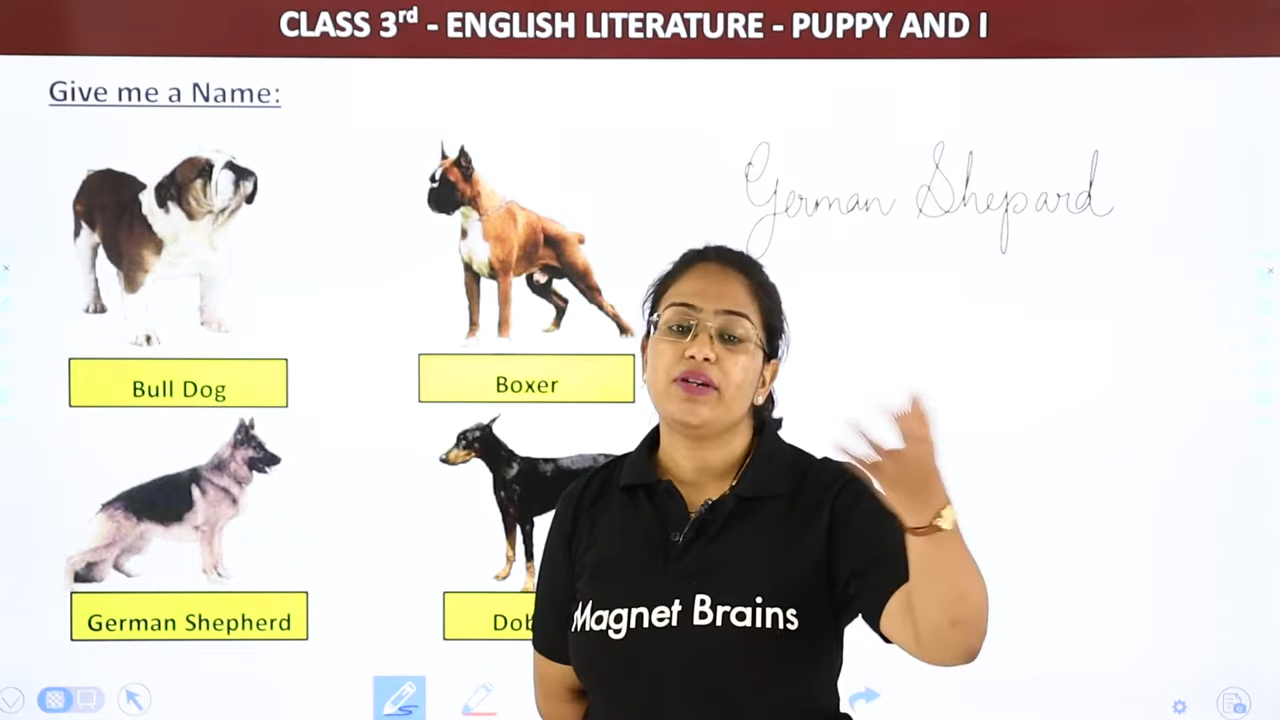 CLASS 3rd - ENGLISH LITERATURE - PUPPY AND I
Give me a Name:
German Shepard
Bull Dog
Boxer
German Shepherd
Magnet Brains